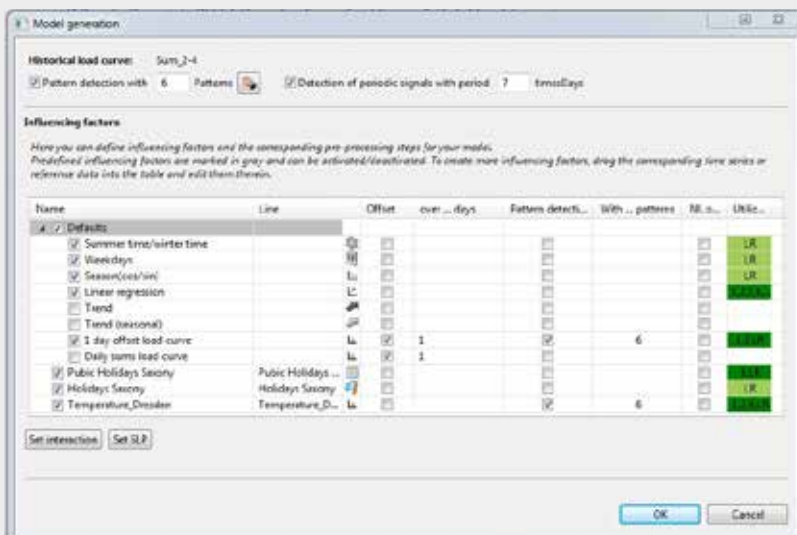 Model generation
Historical load curve: Sum_2-4
Pattern detection with 6 Patterns Detection of periodic signals with period 7 timesDays
Influencing factors
Here you can define influencing factors and the corresponding pre-processing steps for your model.
Predefined influencing factors are marked in gray and can be activated/deactivated. To create more influencing factors, drag the corresponding time series or
reference data into the table and edit them therein.
Name Line Offset over ... days Pattern detecti... With ... patterns Utiliz...
Defaults
Summer time/winter time LR
Weekdays LR
Season(cos/sin) LR
Linear regression
Trend
Trend (seasonal)
1 day offset load curve 1 6
Daily sums load curve 1
Pubic Holidays Saxony Pubic Holidays ...
Holidays Saxony Holidays Saxony LR
Temperature_Dresden Temperature_D... 6
Set interaction Set SLP
OK Cancel